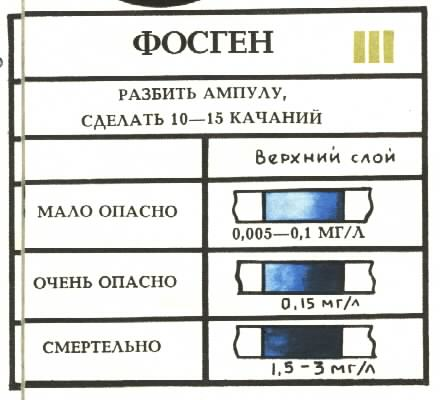 ФОСГЕН III
РАЗБИТЬ АМПУЛУ,
СДЕЛАТЬ 10—15 КАЧАНИЙ
Верхний слой
МАЛО ОПАСНО
0,005—0,1 МГ/Л
ОЧЕНЬ ОПАСНО
0,15 мг/л
СМЕРТЕЛЬНО
1,5 - 3 мг/л